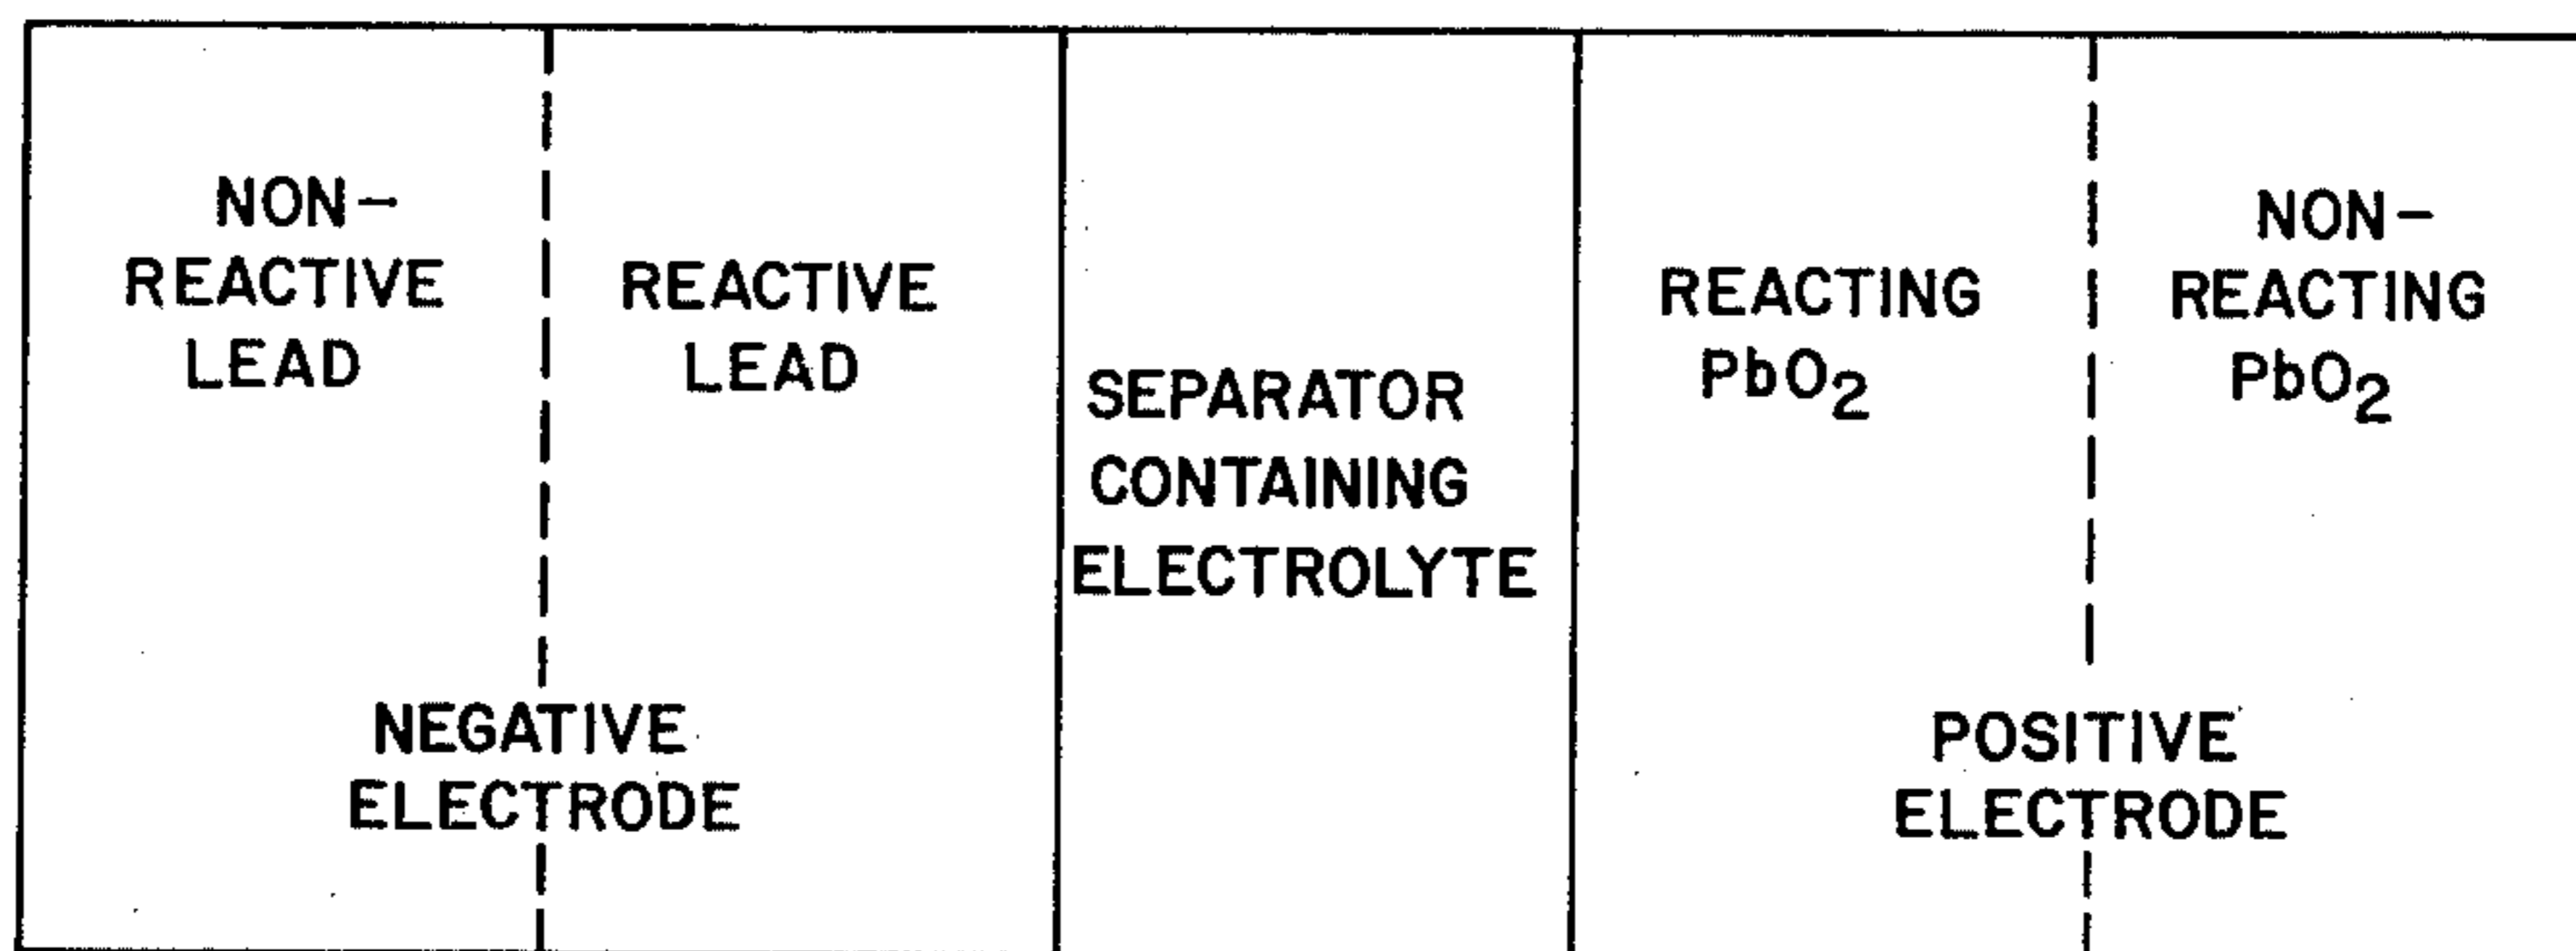 NON-
REACTIVE
LEAD
REACTIVE
LEAD
NEGATIVE
ELECTRODE
SEPARATOR
CONTAINING
ELECTROLYTE
REACTING
PbO₂
NON-
REACTING
PbO₂
POSITIVE
ELECTRODE